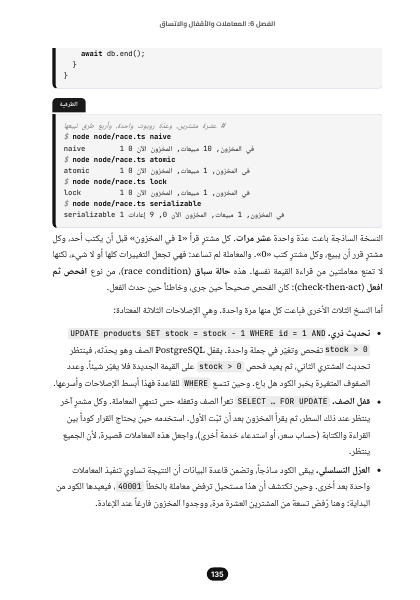 الفصل 6: المعاملات والأقفال والاتساق
await db.end();
}
}
الطرفية
# عشرة مشترين، وعدّة روبوت واحدة، وأربع طرق لبيعها
$ node node/race.ts naive
naive 1 في المخزون, 10 مبيعات, المخزون الآن 0
$ node node/race.ts atomic
atomic 1 في المخزون, 1 مبيعات, المخزون الآن 0
$ node node/race.ts lock
lock 1 في المخزون, 1 مبيعات, المخزون الآن 0
$ node node/race.ts serializable
serializable 1 في المخزون, 1 مبيعات, المخزون الآن 0, 9 إعادات
النسخة الساذجة باعت عدّة واحدة عشر مرات. كل مشترٍ قرأ «1 في المخزون» قبل أن يكتب أحد، وكل
مشترٍ قرر أن يبيع، وكل مشترٍ كتب «0». والمعاملة لم تساعد: فهي تجعل التغييرات كلها أو لا شيء، لكنها
لا تمنع معاملتين من قراءة القيمة نفسها. هذه حالة سباق (race condition)، من نوع افحص ثم
افعل (check-then-act): كان الفحص صحيحاً حين جرى، وخاطئاً حين حدث الفعل.
أما النسخ الثلاث الأخرى فباعت كل منها مرة واحدة. وهي الإصلاحات الثلاثة المعتادة:
• تحديث ذري. UPDATE products SET stock = stock - 1 WHERE id = 1 AND
stock > 0 تفحص وتغيّر في جملة واحدة. يقفل PostgreSQL الصف وهو يحدّثه، فينتظر
تحديث المشتري الثاني، ثم يعيد فحص stock > 0 على القيمة الجديدة فلا يغيّر شيئاً. وعدد
الصفوف المتغيرة يخبر الكود هل باع. وحين تتسع WHERE للقاعدة فهذا أبسط الإصلاحات وأسرعها.
• قفل الصف. SELECT … FOR UPDATE تقرأ الصف وتقفله حتى تنتهي المعاملة. وكل مشترٍ آخر
ينتظر عند ذلك السطر، ثم يقرأ المخزون بعد أن ثبّت الأول. استخدمه حين يحتاج القرار كوداً بين
القراءة والكتابة (حساب سعر، أو استدعاء خدمة أخرى)، واجعل هذه المعاملات قصيرة، لأن الجميع
ينتظر.
• العزل التسلسلي. يبقى الكود ساذجاً، وتضمن قاعدة البيانات أن النتيجة تساوي تنفيذ المعاملات
واحدة بعد أخرى. وحين تكتشف أن هذا مستحيل ترفض معاملة بالخطأ 40001، فيعيدها الكود من
البداية: وهنا رُفض تسعة من المشترين العشرة مرة، ووجدوا المخزون فارغاً عند الإعادة.
135